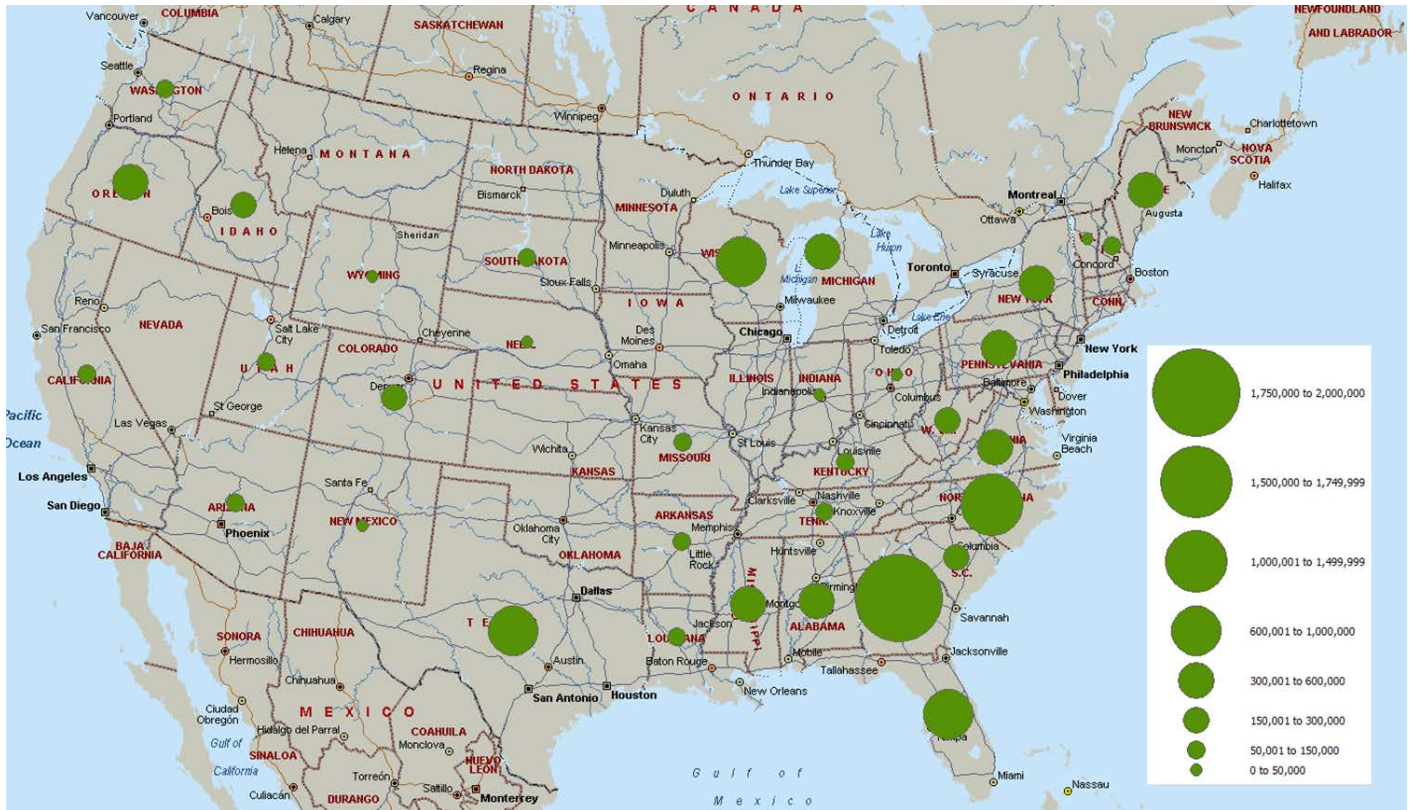 COLUMBIA
CANADA
NEWFOUNDLAND
AND LABRADOR
Vancouver
Calgary
SASKATCHEWAN
Seattle
Regina
WASHINGTON
ONTARIO
Winnipeg
NEW
BRUNSWICK
Charlottetown
Portland
Moncton
NOVA
SCOTIA
Helena
MONTANA
NORTH DAKOTA
Thunder Bay
Halifax
Bismarck
Duluth
Lake Superior
Montreal
OREGON
MINNESOTA
Ottawa
Augusta
Bois
IDAHO
Sheridan
Minneapolis
WIS
Lake
Huron
SOUTH DAKOTA
L.
Michigan
MICHIGAN
Toronto
Syracuse
Concord
Boston
WYOMING
Sioux Falls
NEW YORK
CONN.
Reno
IOWA
Milwaukee
Lake Erie
San Francisco
NEVADA
Salt Lake
City
Cheyenne
Des
Moines
Chicago
Detroit
Toledo
New York
COLORADO
NEB.
Omaha
PENNSYLVANIA
Philadelphia
CALIFORNIA
UTAH
Denver
UNITED STATES
ILLINOIS
INDIANA
OHIO
Baltimore
Dover
Indianapolis
Columbus
Washington
St George
Las Vegas
Kansas
City
St Louis
Cincinnati
W. VA.
Virginia
Beach
Pacific
Ocean
Wichita
MISSOURI
Louisville
KENTUCKY
Los Angeles
KANSAS
Santa Fe
Clarksville
Nashville
Knoxville
San Diego
ARIZONA
Phoenix
NEW MEXICO
Oklahoma
City
ARKANSAS
Memphis
TENN.
BAJA
CALIFORNIA
OKLAHOMA
Little
Rock
Huntsville
Columbia
S.C.
Dallas
Montgo
ALABAMA
Savannah
SONORA
CHIHUAHUA
TEXAS
Jackson
LOUISIANA
Hermosillo
Austin
Baton Rouge
Mobile
Tallahassee
Jacksonville
Chihuahua
San Antonio
Houston
New Orleans
Ciudad
Obregón
MEXICO
COAHUILA
Tampa
Hidalgo del Parral
Monclova
Gulf of
California
SINALOA
NUEVO
LEÓN
Torreón
Gulf of
Mexico
Miami
Nassau
Culiacán
DURANGO
Saltillo
Monterrey
1,750,000 to 2,000,000
1,500,000 to 1,749,999
1,000,001 to 1,499,999
600,001 to 1,000,000
300,001 to 600,000
150,001 to 300,000
50,001 to 150,000
0 to 50,000